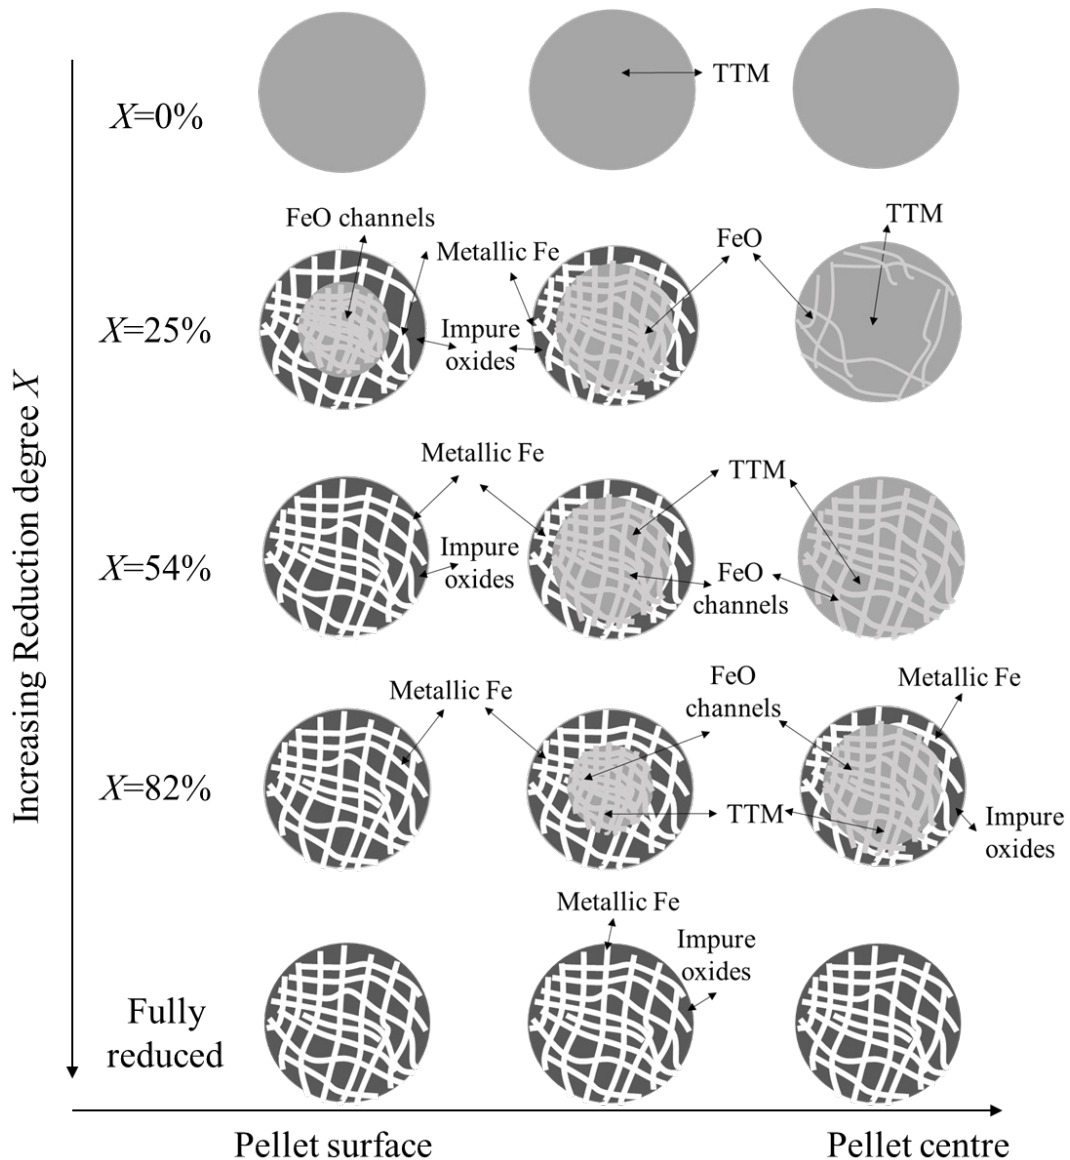 X=0%
TTM
FeO channels
TTM
Metallic Fe
FeO
X=25%
Impure
oxides
Increasing Reduction degree X
Metallic Fe
TTM
X=54%
Impure
oxides
FeO
channels
Metallic Fe
FeO
channels
Metallic Fe
X=82%
TTM
Impure
oxides
Metallic Fe
Impure
oxides
Fully
reduced
Pellet surface
Pellet centre